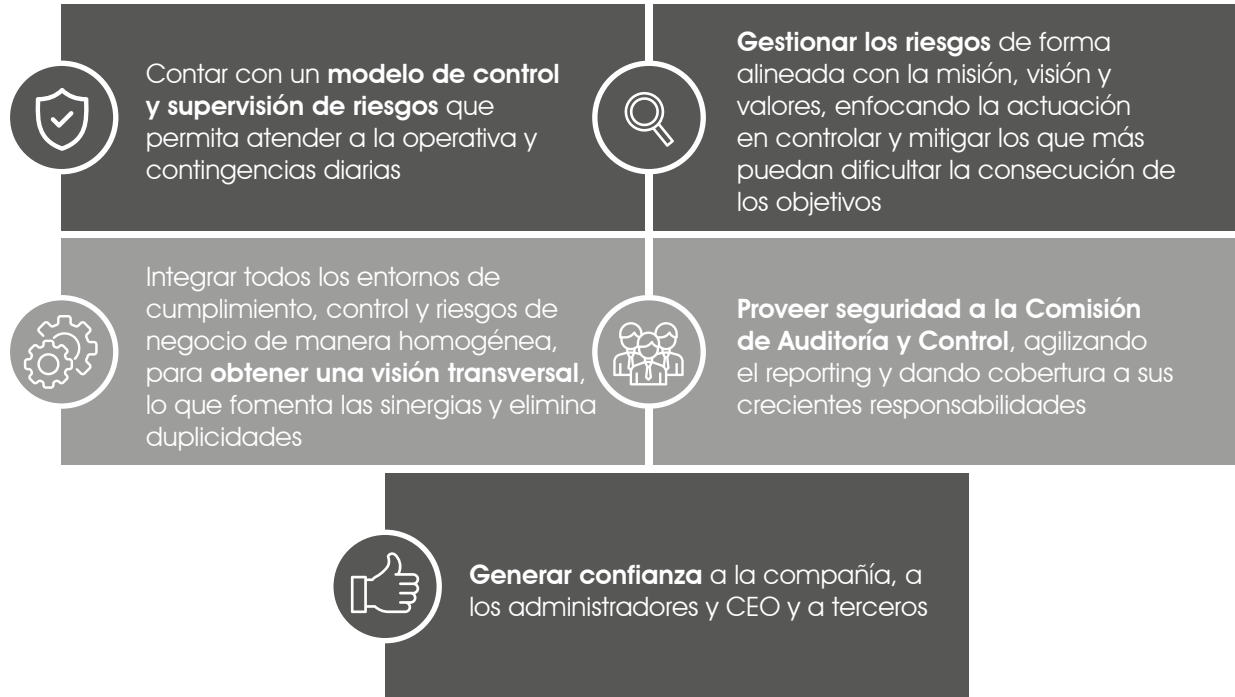 Contar con un modelo de control
y supervisión de riesgos que
permita atender a la operativa y
contingencias diarias
Gestionar los riesgos de forma
alineada con la misión, visión y
valores, enfocando la actuación
en controlar y mitigar los que más
puedan dificultar la consecución de
los objetivos
Integrar todos los entornos de
cumplimiento, control y riesgos de
negocio de manera homogénea,
para obtener una visión transversal,
lo que fomenta las sinergias y elimina
duplicidades
Proveer seguridad a la Comisión
de Auditoría y Control, agilizando
el reporting y dando cobertura a sus
crecientes responsabilidades
Generar confianza a la compañía, a
los administradores y CEO y a terceros